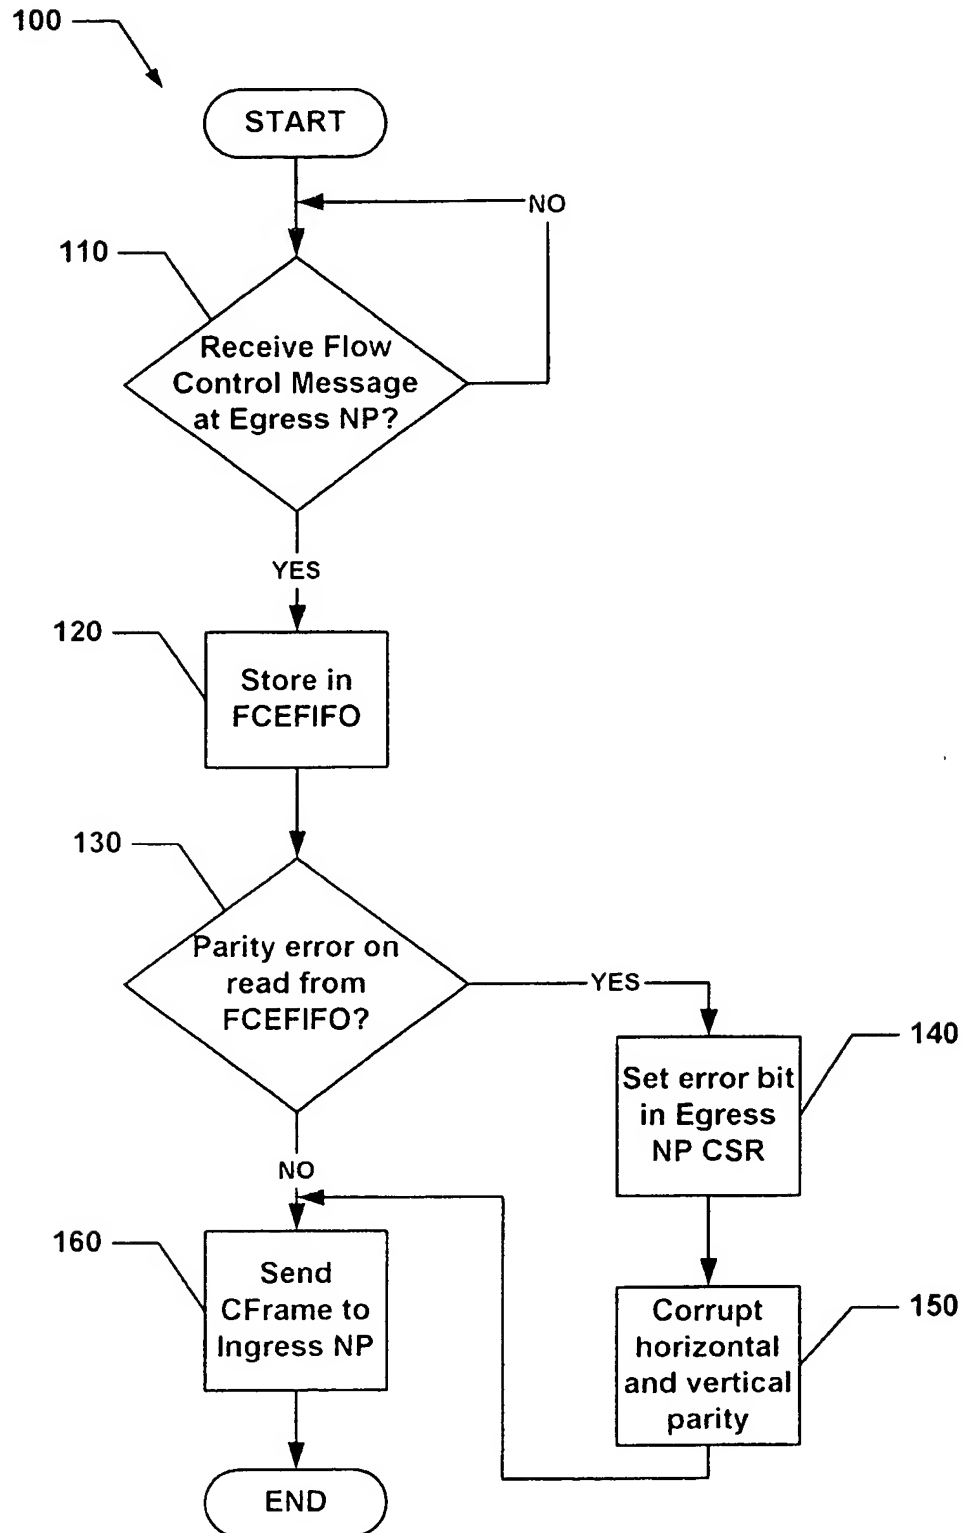 100
START
NO
110
Receive Flow
Control Message
at Egress NP?
YES
120
Store in
FCEFIFO
130
Parity error on
read from
FCEFIFO?
YES
140
Set error bit
in Egress
NP CSR
NO
160
Send
CFrame to
Ingress NP
150
Corrupt
horizontal
and vertical
parity
END